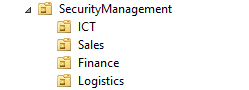 SecurityManagement
ICT
Sales
Finance
Logistics